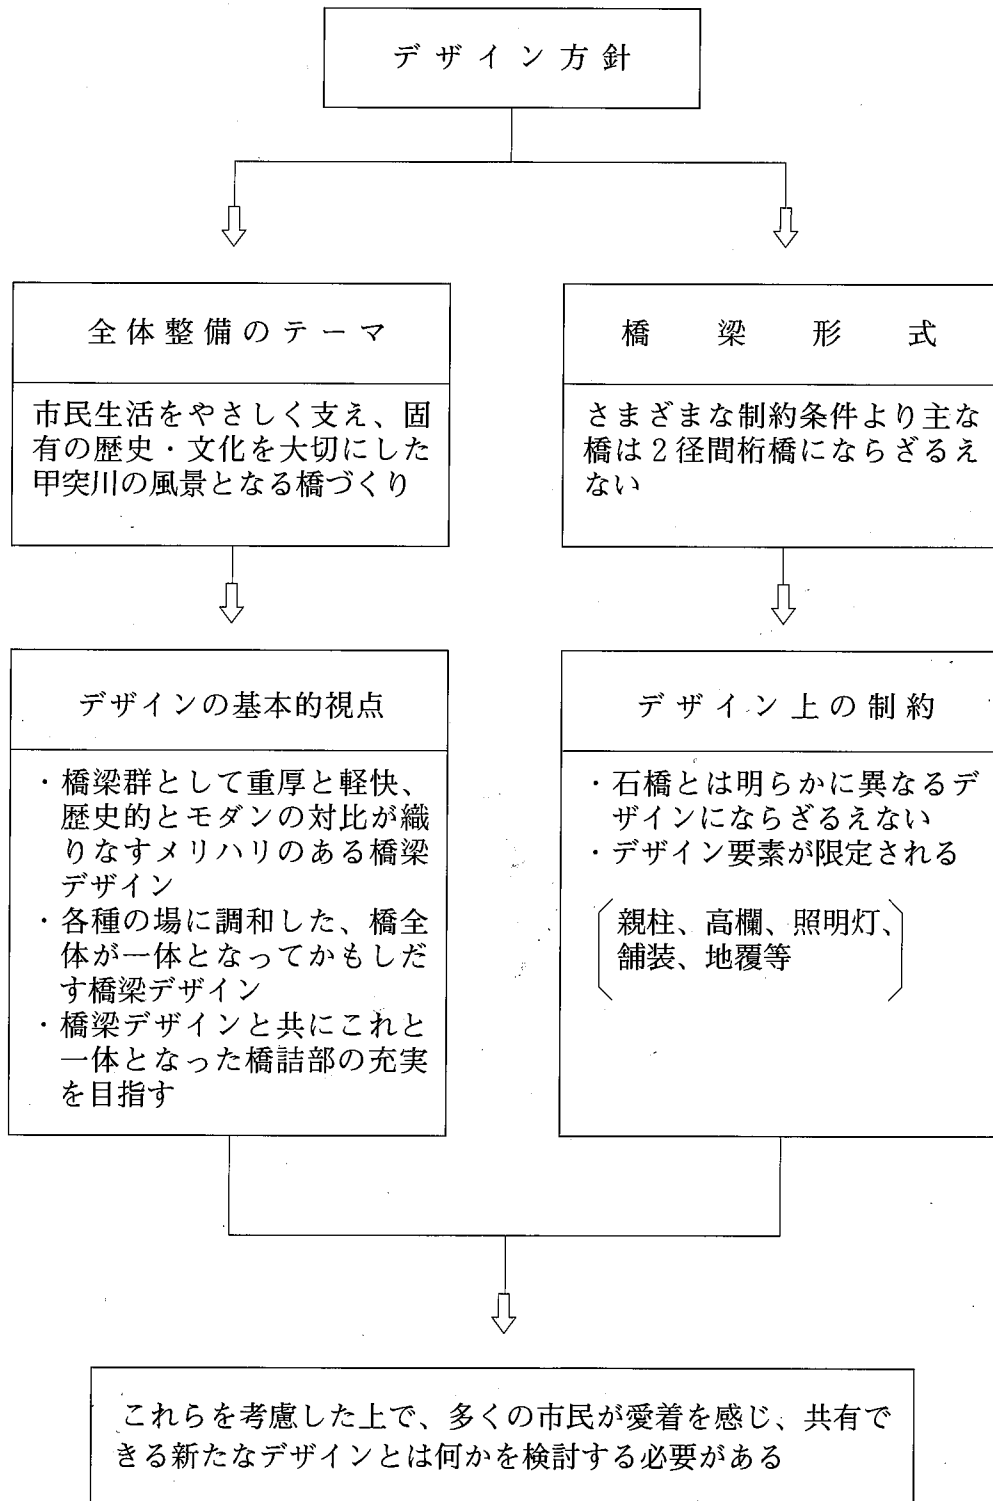 デザイン方針
全体整備のテーマ
市民生活をやさしく支え、固
有の歴史・文化を大切にした
甲突川の風景となる橋づくり
橋梁形式
さまざまな制約条件より主な
橋は2径間桁橋にならざるえ
ない
デザインの基本的視点
・橋梁群として重厚と軽快、
歴史的とモダンの対比が織
りなすメリハリのある橋梁
デザイン
・各種の場に調和した、橋全
体が一体となってかもしだ
す橋梁デザイン
・橋梁デザインと共にこれと
一体となった橋詰部の充実
を目指す
デザイン上の制約
・石橋とは明らかに異なるデ
ザインにならざるえない
・デザイン要素が限定される
親柱、高欄、照明灯、
舗装、地覆等
これらを考慮した上で、多くの市民が愛着を感じ、共有で
きる新たなデザインとは何かを検討する必要がある